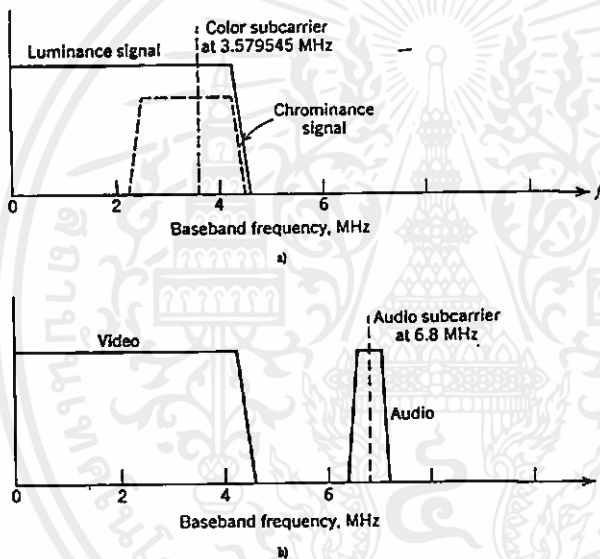 Color subcarrier
at 3.579545 MHz
Luminance signal
Chrominance
signal
0 2 4 6 f
Baseband frequency, MHz
a)
Audio subcarrier
at 6.8 MHz
Video
Audio
0 2 4 6
Baseband frequency, MHz
b)